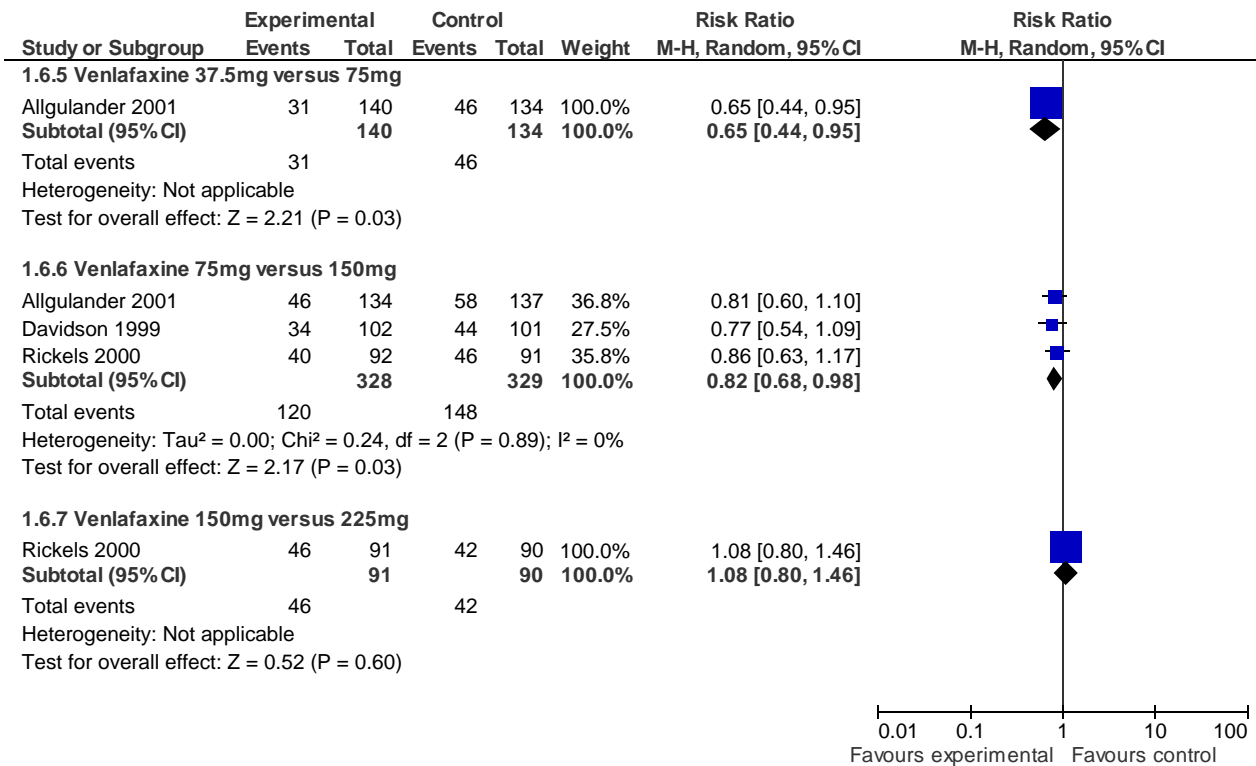 Experimental Control Risk Ratio Risk Ratio
Study or Subgroup Events Total Events Total Weight M-H, Random, 95% CI M-H, Random, 95% CI
1.6.5 Venlafaxine 37.5mg versus 75mg
Allgulander 2001 31 140 46 134 100.0% 0.65 [0.44, 0.95]
Subtotal (95% CI) 140 134 100.0% 0.65 [0.44, 0.95]
Total events 31 46
Heterogeneity: Not applicable
Test for overall effect: Z = 2.21 (P = 0.03)
1.6.6 Venlafaxine 75mg versus 150mg
Allgulander 2001 46 134 58 137 36.8% 0.81 [0.60, 1.10]
Davidson 1999 34 102 44 101 27.5% 0.77 [0.54, 1.09]
Rickels 2000 40 92 46 91 35.8% 0.86 [0.63, 1.17]
Subtotal (95% CI) 328 329 100.0% 0.82 [0.68, 0.98]
Total events 120 148
Heterogeneity: Tau² = 0.00; Chi² = 0.24, df = 2 (P = 0.89); I² = 0%
Test for overall effect: Z = 2.17 (P = 0.03)
1.6.7 Venlafaxine 150mg versus 225mg
Rickels 2000 46 91 42 90 100.0% 1.08 [0.80, 1.46]
Subtotal (95% CI) 91 90 100.0% 1.08 [0.80, 1.46]
Total events 46 42
Heterogeneity: Not applicable
Test for overall effect: Z = 0.52 (P = 0.60)
0.01 0.1 1 10 100
Favours experimental Favours control